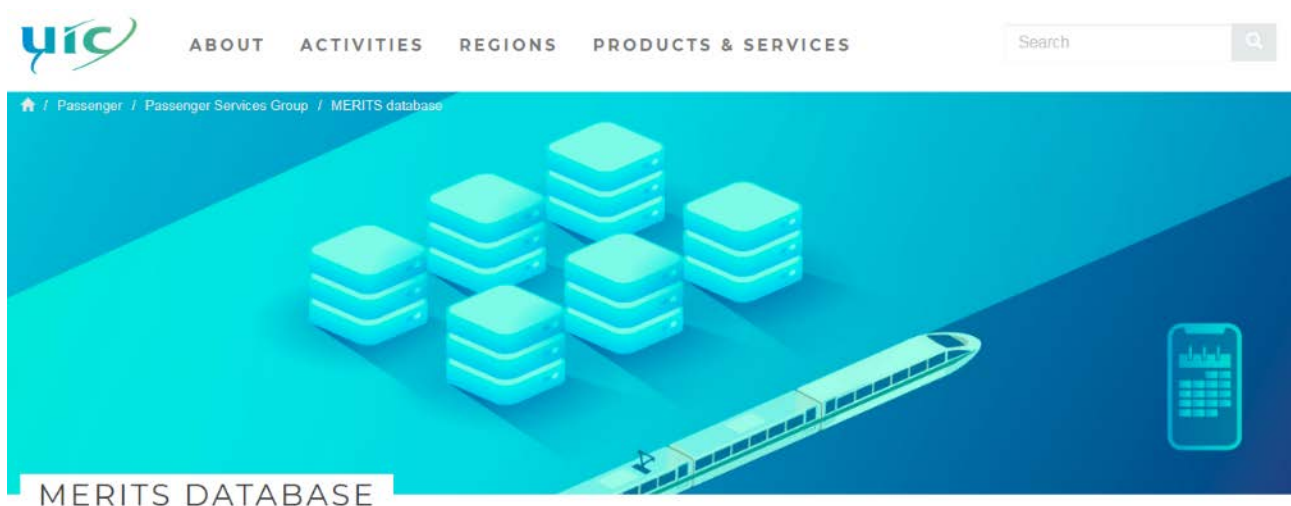 uic
ABOUT ACTIVITIES REGIONS PRODUCTS & SERVICES Search
/ Passenger / Passenger Services Group / MERITS database
MERITS DATABASE